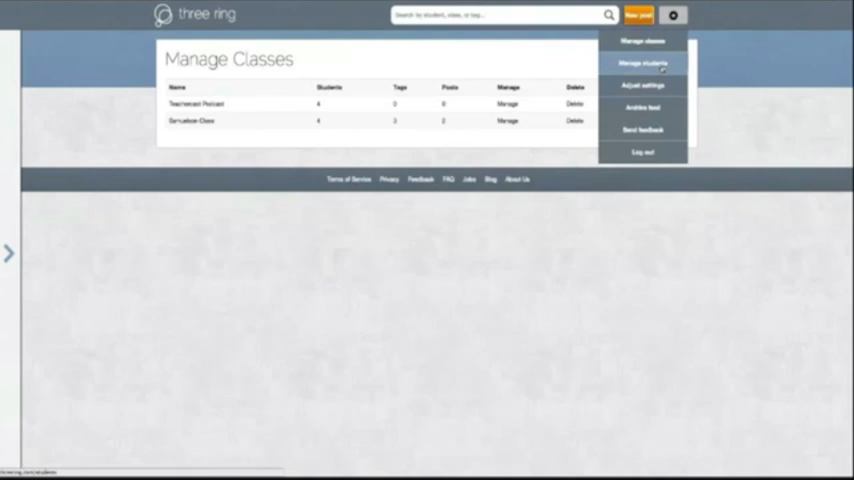 three ring
Search by student, class, or tag...
New post
Manage classes
Manage students
Adjust settings
Archive feed
Send feedback
Log out
Manage Classes
Name Students Tags Posts Manage Delete
Teachercast Podcast 4 0 Manage Delete
Class 4 3 2 Manage Delete
Terms of Service Privacy Feedback FAQ Jobs Blog About Us